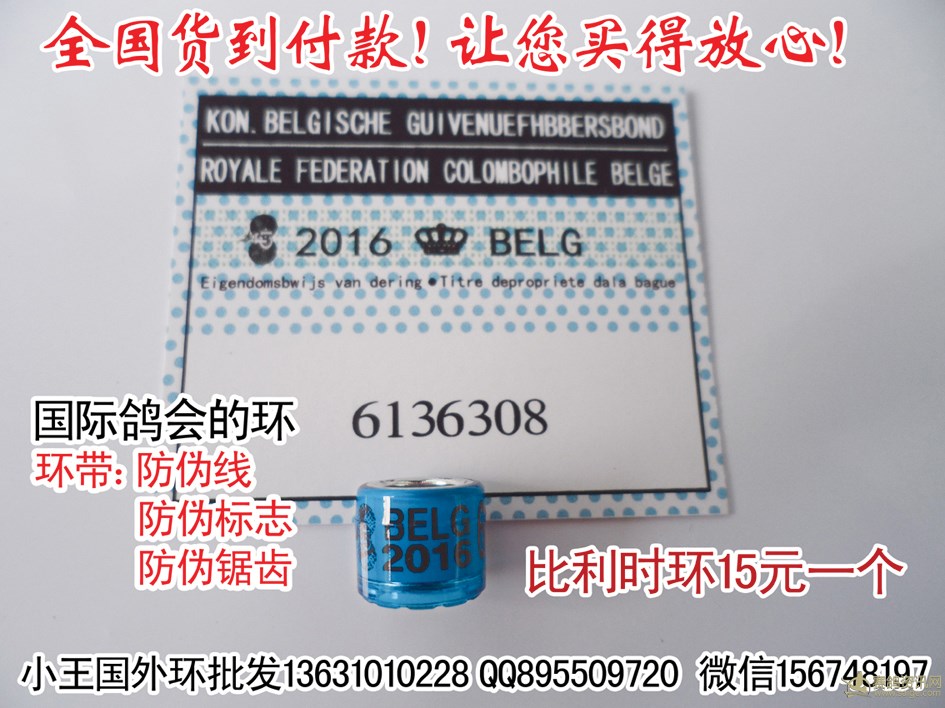 全国货到付款!让您买得放心!
KON.BELGISCHE GUIVENUEFHBBERSBOND
ROYALE FEDERATION COLOMBOPHILE BELGE
2016 BELG
Eigendomsbwijs van dering●Titre depropriete dala bague
6136308
国际鸽会的环
环带:防伪线
防伪标志
防伪锯齿
BELG
2016
比利时环15元一个
小王国外环批发13631010228 QQ895509720 微信156748197